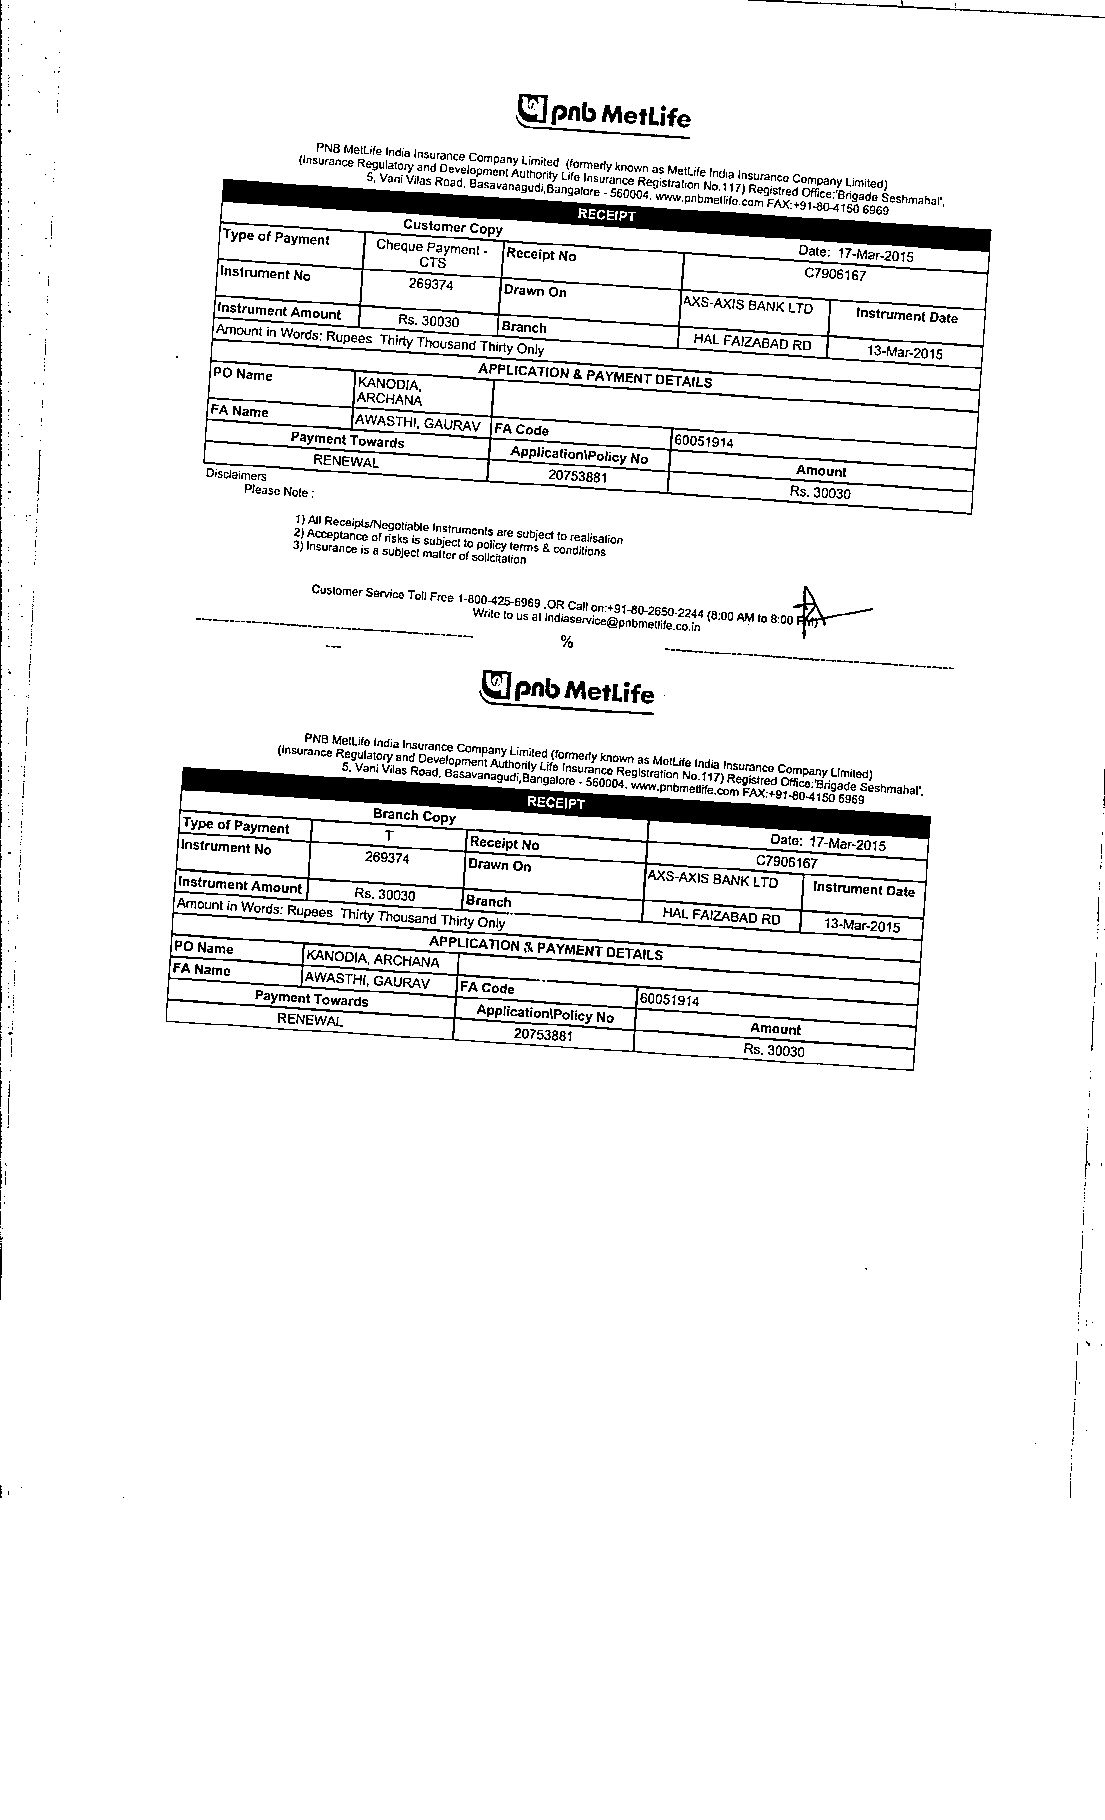 pnb MetLife
PNB MetLife India Insurance Company Limited (formerly known as MetLife India Insurance Company Limited)
(Insurance Regulatory and Development Authority Life Insurance Registration No.117) Registred Office:'Brigade Seshmahal',
5, Vani Vilas Road, Basavanagudi,Bangalore - 560004. www.pnbmetlife.com FAX:+91-80-4150 6969
RECEIPT
Customer Copy Date: 17-Mar-2015
Type of Payment Cheque Payment - CTS Receipt No C7906167
Instrument No 269374 Drawn On AXS-AXIS BANK LTD Instrument Date
Instrument Amount Rs. 30030 Branch HAL FAIZABAD RD 13-Mar-2015
Amount in Words: Rupees Thirty Thousand Thirty Only
APPLICATION & PAYMENT DETAILS
PO Name KANODIA, ARCHANA
FA Name AWASTHI, GAURAV FA Code 60051914
Payment Towards Application\Policy No Amount
RENEWAL 20753881 Rs. 30030
Disclaimers
Please Note :
1) All Receipts/Negotiable Instruments are subject to realisation
2) Acceptance of risks is subject to policy terms & conditions
3) Insurance is a subject matter of solicitation
Customer Service Toll Free 1-800-425-6969 ,OR Call on:+91-80-2650-2244 (8:00 AM to 8:00 PM)
Write to us at Indiaservice@pnbmetlife.co.in
%
pnb MetLife
PNB MetLife India Insurance Company Limited (formerly known as MetLife India Insurance Company Limited)
(Insurance Regulatory and Development Authority Life Insurance Registration No.117) Registred Office:'Brigade Seshmahal',
5, Vani Vilas Road, Basavanagudi,Bangalore - 560004. www.pnbmetlife.com FAX:+91-80-4150 6969
RECEIPT
Branch Copy Date: 17-Mar-2015
Type of Payment T Receipt No C7906167
Instrument No 269374 Drawn On AXS-AXIS BANK LTD Instrument Date
Instrument Amount Rs. 30030 Branch HAL FAIZABAD RD 13-Mar-2015
Amount in Words: Rupees Thirty Thousand Thirty Only
APPLICATION & PAYMENT DETAILS
PO Name KANODIA, ARCHANA
FA Name AWASTHI, GAURAV FA Code 60051914
Payment Towards Application\Policy No Amount
RENEWAL 20753881 Rs. 30030